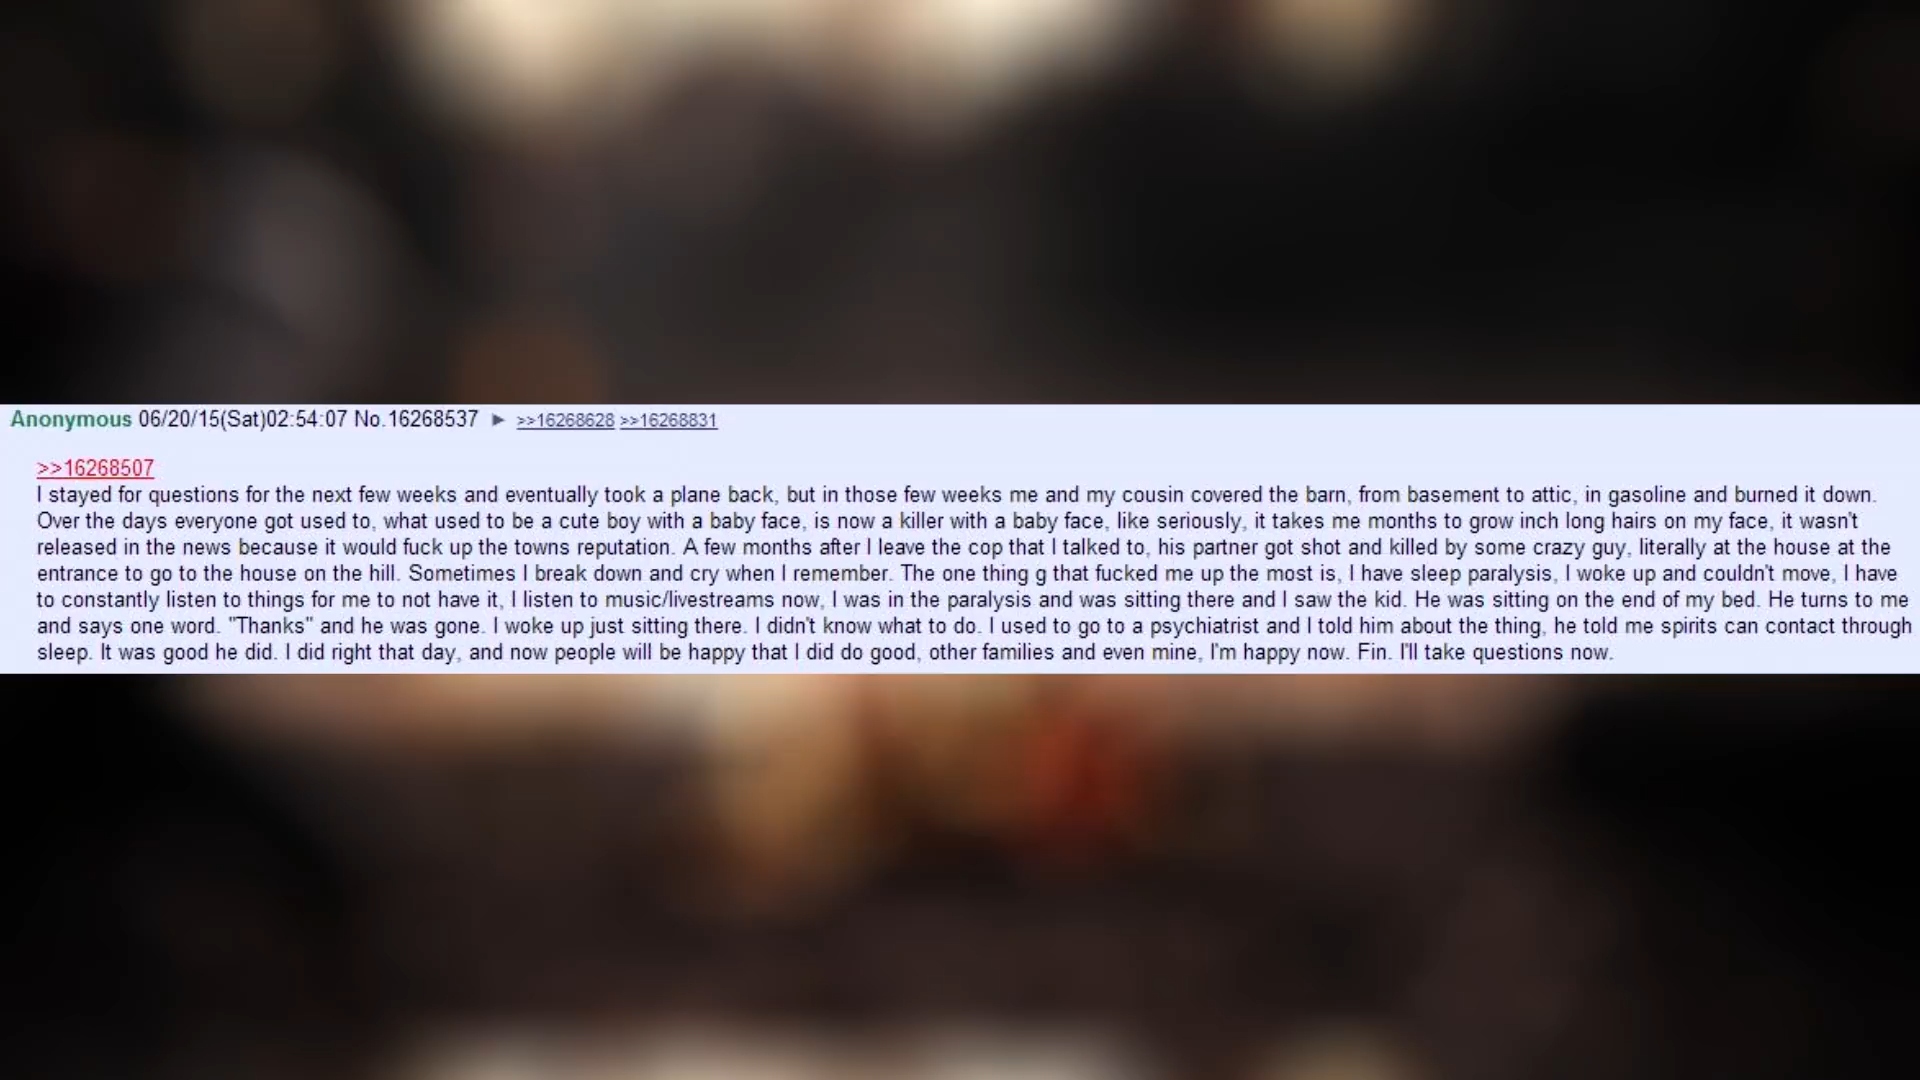 Anonymous 06/20/15(Sat)02:54:07 No.16268537 ▶ >>16268628 >>16268831
>>16268507
I stayed for questions for the next few weeks and eventually took a plane back, but in those few weeks me and my cousin covered the barn, from basement to attic, in gasoline and burned it down.
Over the days everyone got used to, what used to be a cute boy with a baby face, is now a killer with a baby face, like seriously, it takes me months to grow inch long hairs on my face, it wasn't
released in the news because it would fuck up the towns reputation. A few months after I leave the cop that I talked to, his partner got shot and killed by some crazy guy, literally at the house at the
entrance to go to the house on the hill. Sometimes I break down and cry when I remember. The one thing g that fucked me up the most is, I have sleep paralysis, I woke up and couldn't move, I have
to constantly listen to things for me to not have it, I listen to music/livestreams now, I was in the paralysis and was sitting there and I saw the kid. He was sitting on the end of my bed. He turns to me
and says one word. "Thanks" and he was gone. I woke up just sitting there. I didn't know what to do. I used to go to a psychiatrist and I told him about the thing, he told me spirits can contact through
sleep. It was good he did. I did right that day, and now people will be happy that I did do good, other families and even mine, I'm happy now. Fin. I'll take questions now.